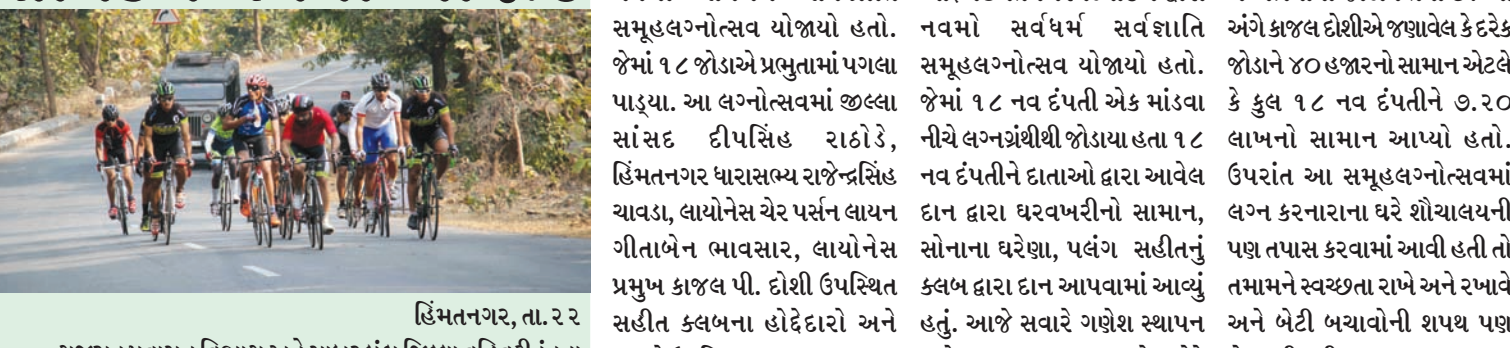 હિંમતનગર, તા.૨૨
સમૂહલગ્નોત્સવ યોજાયો હતો.
જેમાં ૧૮ જોડાએ પ્રભુતામાં પગલા
પાડ્યા. આ લગ્નોત્સવમાં જીલ્લા
સાંસદ દીપસિંહ રાઠોડે,
હિંમતનગર ધારાસભ્ય રાજેન્દ્રસિંહ
ચાવડા, લાયોનેસ ચેર પર્સન લાયન
ગીતાબેન ભાવસાર, લાયોનેસ
પ્રમુખ કાજલ પી. દોશી ઉપસ્થિત
સહીત ક્લબના હોદ્દેદારો અને
નવમો સર્વધર્મ સર્વજ્ઞાતિ
સમૂહલગ્નોત્સવ યોજાયો હતો.
જેમાં ૧૮ નવ દંપતી એક માંડવા
નીચે લગ્નગ્રંથીથી જોડાયા હતા ૧૮
નવ દંપતીને દાતાઓ દ્વારા આવેલ
દાન દ્વારા ઘરવખરીનો સામાન,
સોનાના ઘરેણા, પલંગ સહીતનું
ક્લબ દ્વારા દાન આપવામાં આવ્યું
હતું. આજે સવારે ગણેશ સ્થાપન
અંગે કાજલ દોશીએ જણાવેલ કે દરેક
જોડાને ૪૦ હજારનો સામાન એટલે
કે કુલ ૧૮ નવ દંપતીને ૭.૨૦
લાખનો સામાન આપ્યો હતો.
ઉપરાંત આ સમૂહલગ્નોત્સવમાં
લગ્ન કરનારાના ઘરે શૌચાલયની
પણ તપાસ કરવામાં આવી હતી તો
તમામને સ્વચ્છતા રાખે અને રખાવે
અને બેટી બચાવોની શપથ પણ